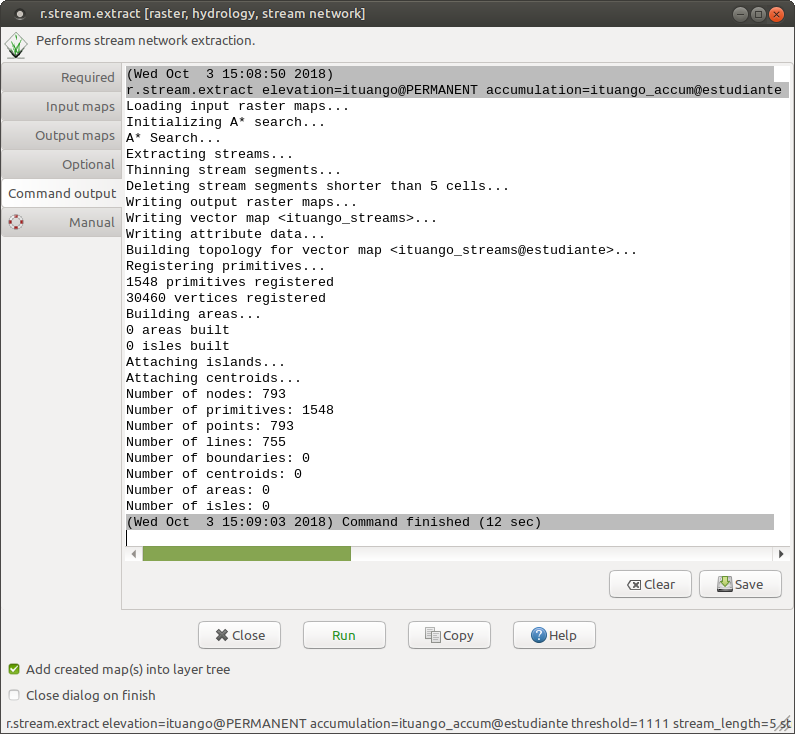 r.stream.extract [raster, hydrology, stream network]
Performs stream network extraction.
Required
Input maps
Output maps
Optional
Command output
Manual
(Wed Oct  3 15:08:50 2018)
r.stream.extract elevation=ituango@PERMANENT accumulation=ituango_accum@estudiante
Loading input raster maps...
Initializing A* search...
A* Search...
Extracting streams...
Thinning stream segments...
Deleting stream segments shorter than 5 cells...
Writing output raster maps...
Writing vector map <ituango_streams>...
Writing attribute data...
Building topology for vector map <ituango_streams@estudiante>...
Registering primitives...
1548 primitives registered
30460 vertices registered
Building areas...
0 areas built
0 isles built
Attaching islands...
Attaching centroids...
Number of nodes: 793
Number of primitives: 1548
Number of points: 793
Number of lines: 755
Number of boundaries: 0
Number of centroids: 0
Number of areas: 0
Number of isles: 0
(Wed Oct  3 15:09:03 2018) Command finished (12 sec)
Clear
Save
Close
Run
Copy
Help
Add created map(s) into layer tree
Close dialog on finish
r.stream.extract elevation=ituango@PERMANENT accumulation=ituango_accum@estudiante threshold=1111 stream_length=5 st